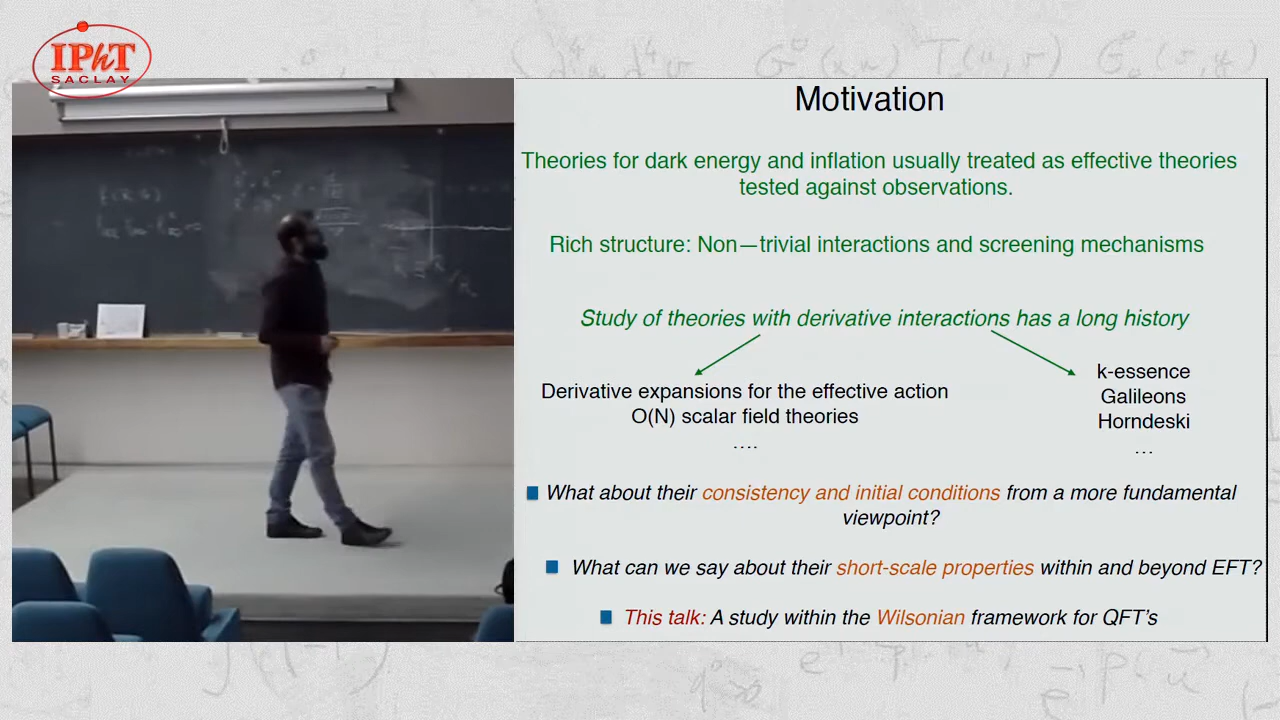 IPhT
SACLAY
Motivation
Theories for dark energy and inflation usually treated as effective theories
tested against observations.
Rich structure: Non—trivial interactions and screening mechanisms
Study of theories with derivative interactions has a long history
Derivative expansions for the effective action
O(N) scalar field theories
....
k-essence
Galileons
Horndeski
...
What about their consistency and initial conditions from a more fundamental
viewpoint?
What can we say about their short-scale properties within and beyond EFT?
This talk: A study within the Wilsonian framework for QFT's